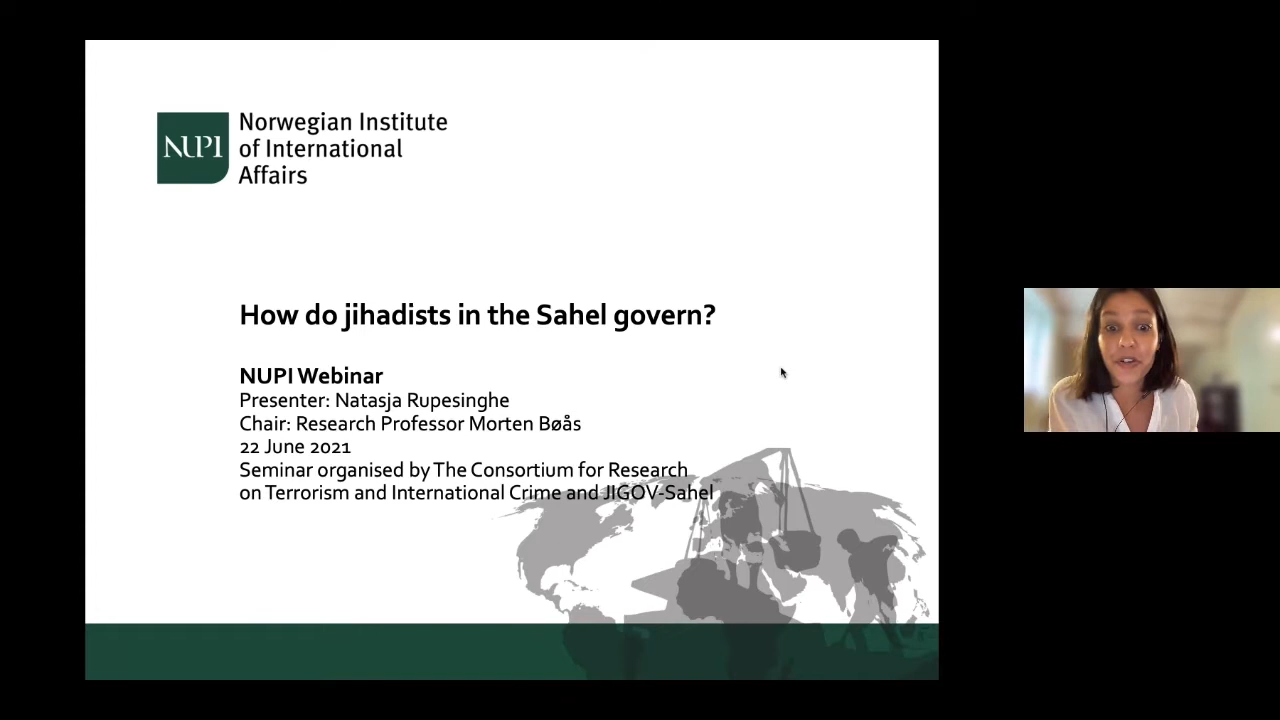 NUPI
Norwegian Institute
of International
Affairs
How do jihadists in the Sahel govern?
NUPI Webinar
Presenter: Natasja Rupesinghe
Chair: Research Professor Morten Bøås
22 June 2021
Seminar organised by The Consortium for Research
on Terrorism and International Crime and JIGOV-Sahel